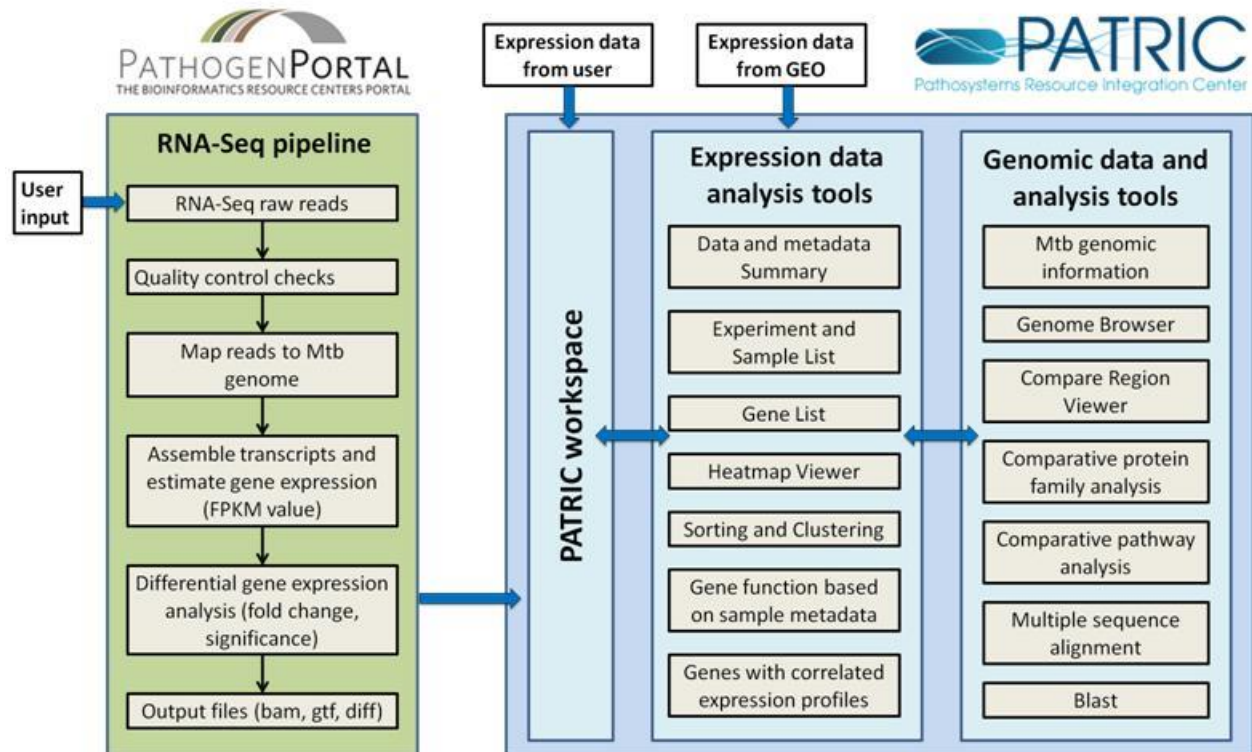 PATHOGENPORTAL
THE BIOINFORMATICS RESOURCE CENTERS PORTAL
Expression data
from user
Expression data
from GEO
PATRIC
Pathosystems Resource Integration Center
User
input
RNA-Seq pipeline
RNA-Seq raw reads
Quality control checks
Map reads to Mtb
genome
Assemble transcripts and
estimate gene expression
(FPKM value)
Differential gene expression
analysis (fold change,
significance)
Output files (bam, gtf, diff)
PATRIC workspace
Expression data
analysis tools
Data and metadata
Summary
Experiment and
Sample List
Gene List
Heatmap Viewer
Sorting and Clustering
Gene function based
on sample metadata
Genes with correlated
expression profiles
Genomic data and
analysis tools
Mtb genomic
information
Genome Browser
Compare Region
Viewer
Comparative protein
family analysis
Comparative pathway
analysis
Multiple sequence
alignment
Blast